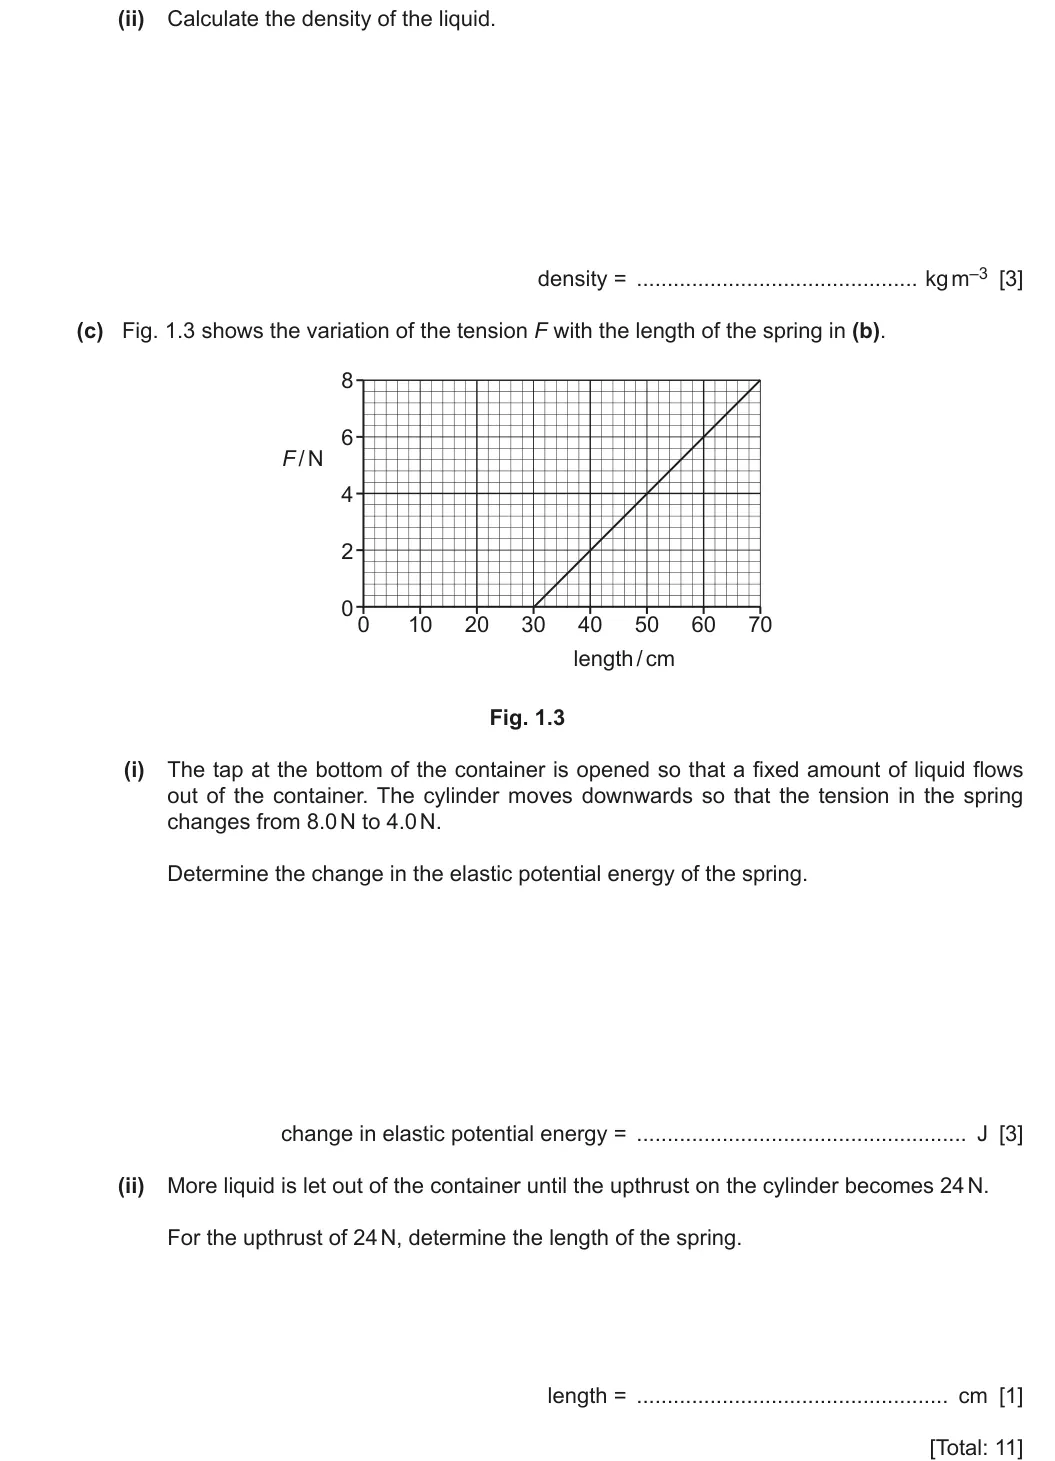 (ii) Calculate the density of the liquid.
density = .............................................. kg m⁻³ [3]
(c) Fig. 1.3 shows the variation of the tension F with the length of the spring in (b).
8
6
F / N
4
2
0
0 10 20 30 40 50 60 70
length / cm
Fig. 1.3
(i) The tap at the bottom of the container is opened so that a fixed amount of liquid flows
out of the container. The cylinder moves downwards so that the tension in the spring
changes from 8.0 N to 4.0 N.
Determine the change in the elastic potential energy of the spring.
change in elastic potential energy = ...................................................... J [3]
(ii) More liquid is let out of the container until the upthrust on the cylinder becomes 24 N.
For the upthrust of 24 N, determine the length of the spring.
length = ................................................... cm [1]
[Total: 11]